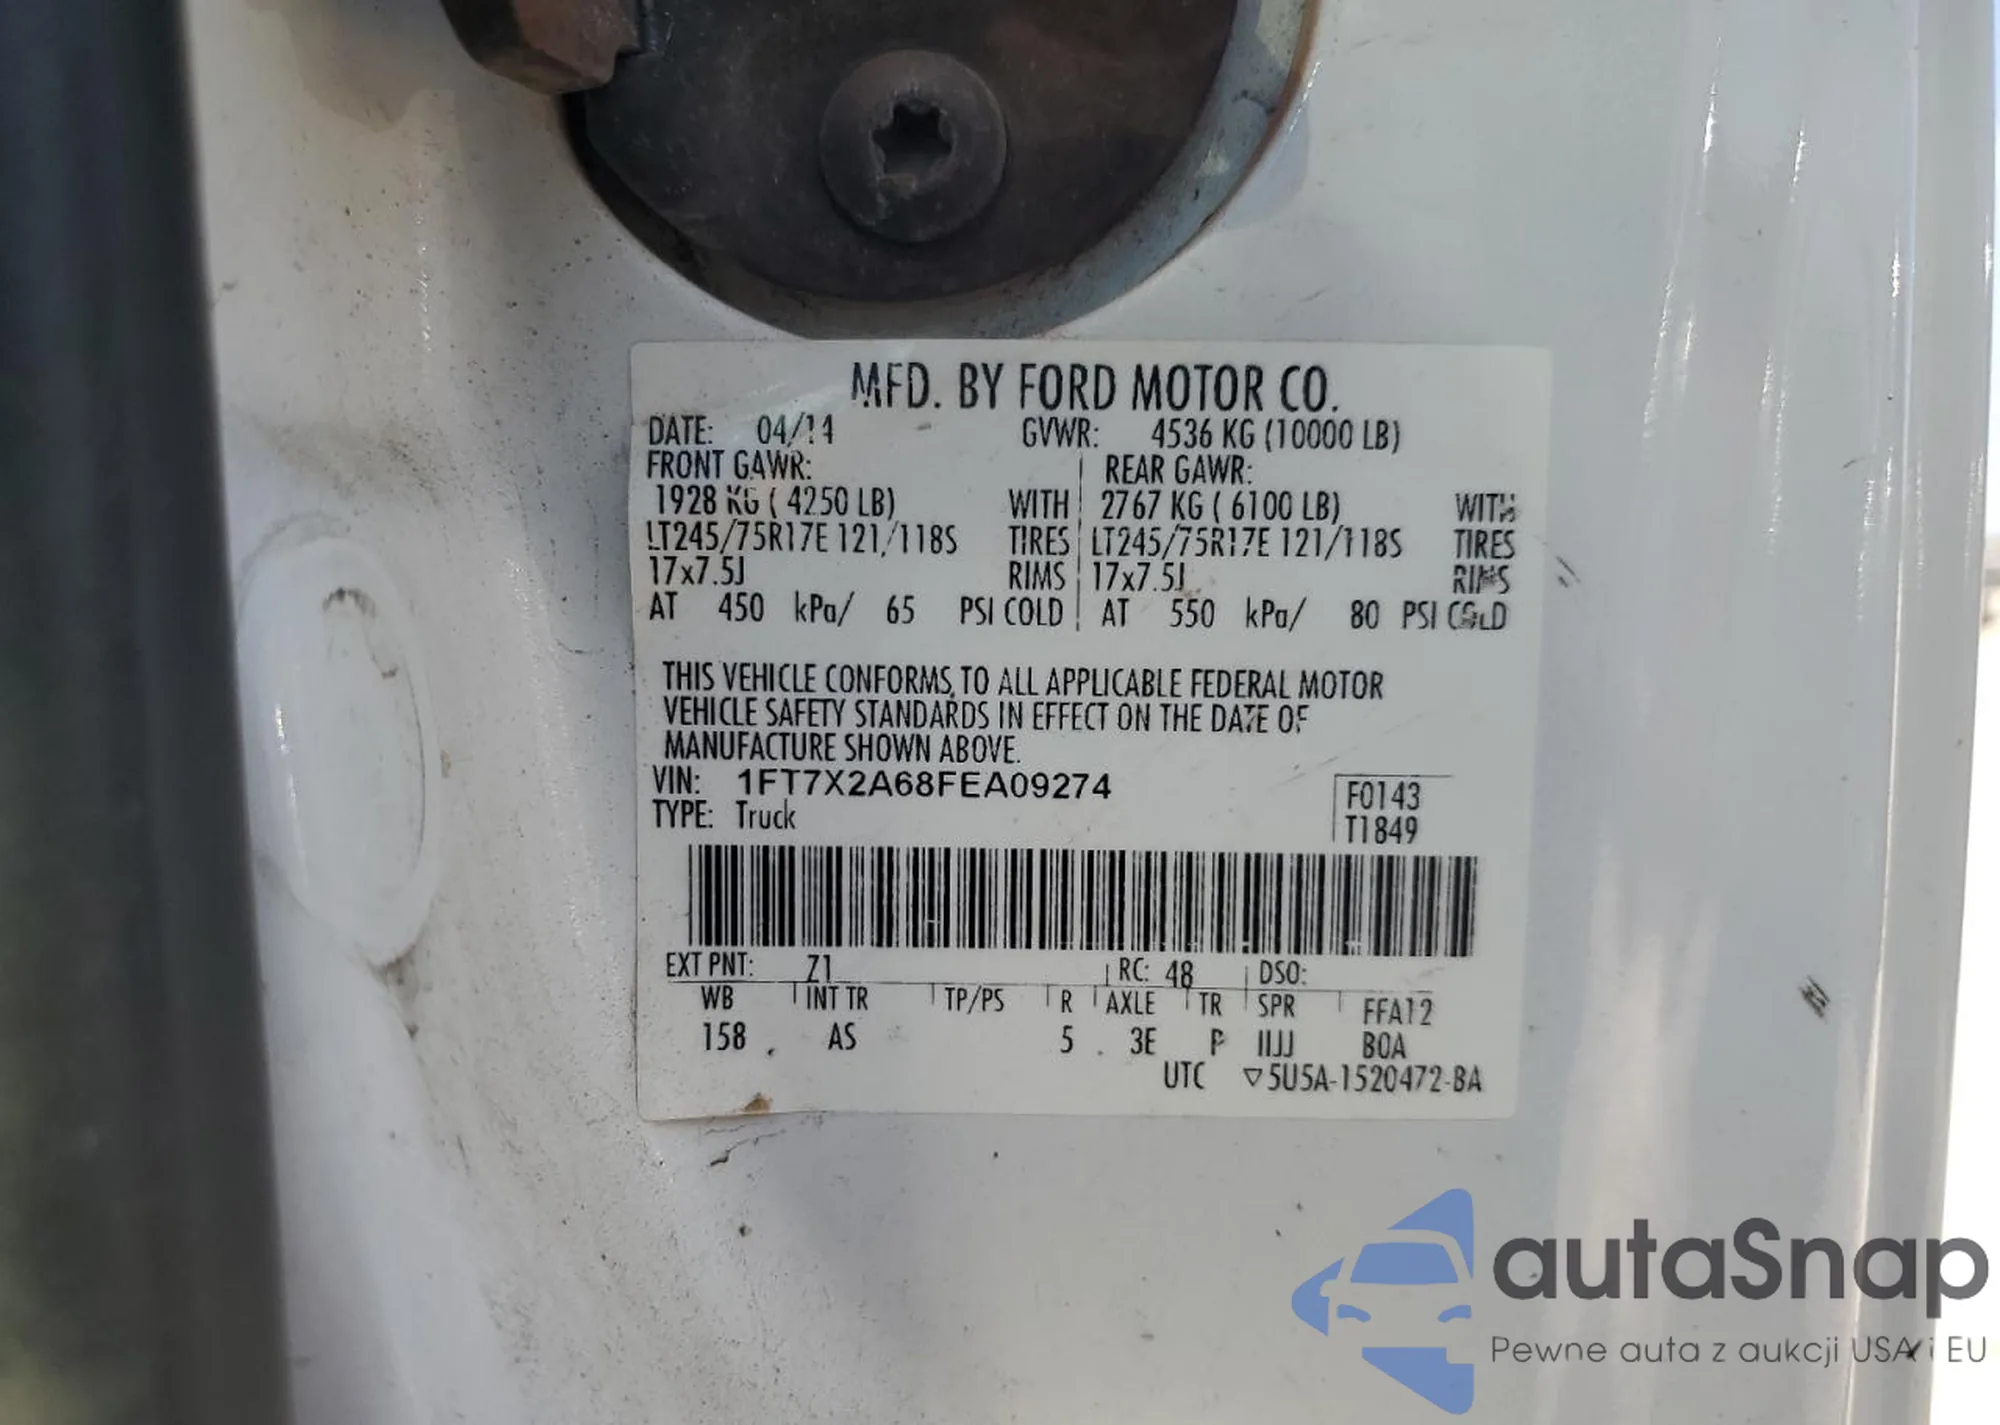 MFD. BY FORD MOTOR CO.
DATE: 04/14 GVWR: 4536 KG (10000 LB)
FRONT GAWR: REAR GAWR:
1928 KG ( 4250 LB) WITH 2767 KG ( 6100 LB) WITH
LT245/75R17E 121/118S TIRES LT245/75R17E 121/118S TIRES
17x7.5J RIMS 17x7.5J RIMS
AT 450 kPa/ 65 PSI COLD AT 550 kPa/ 80 PSI COLD
THIS VEHICLE CONFORMS TO ALL APPLICABLE FEDERAL MOTOR
VEHICLE SAFETY STANDARDS IN EFFECT ON THE DATE OF
MANUFACTURE SHOWN ABOVE.
VIN: 1FT7X2A68FEA09274
F0143
TYPE: Truck
T1849
EXT PNT: Z1 RC: 48 DSO:
WB INT TR TP/PS R AXLE TR SPR FFA12
158 AS 5 3E P IIJJ BOA
UTC ▽5U5A-1520472-BA
autaSnap
Pewne auta z aukcji USA i EU